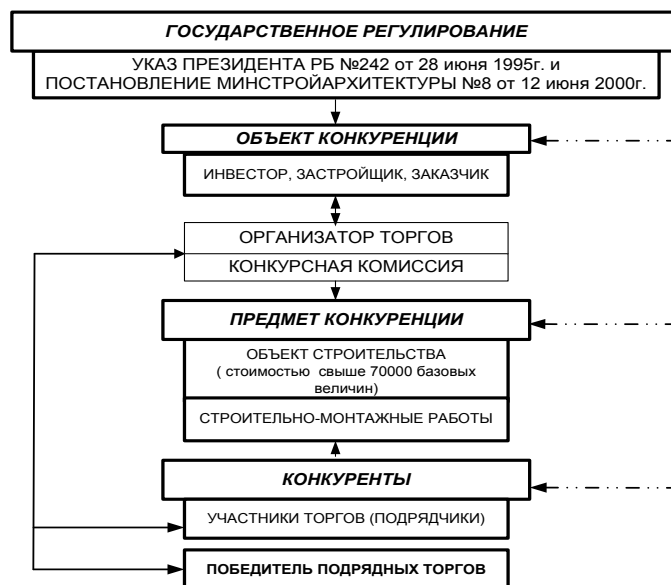 ГОСУДАРСТВЕННОЕ РЕГУЛИРОВАНИЕ
УКАЗ ПРЕЗИДЕНТА РБ №242 от 28 июня 1995г. и
ПОСТАНОВЛЕНИЕ МИНСТРОЙАРХИТЕКТУРЫ №8 от 12 июня 2000г.
ОБЪЕКТ КОНКУРЕНЦИИ
ИНВЕСТОР, ЗАСТРОЙЩИК, ЗАКАЗЧИК
ОРГАНИЗАТОР ТОРГОВ
КОНКУРСНАЯ КОМИССИЯ
ПРЕДМЕТ КОНКУРЕНЦИИ
ОБЪЕКТ СТРОИТЕЛЬСТВА
( стоимостью свыше 70000 базовых
величин)
СТРОИТЕЛЬНО-МОНТАЖНЫЕ РАБОТЫ
КОНКУРЕНТЫ
УЧАСТНИКИ ТОРГОВ (ПОДРЯДЧИКИ)
ПОБЕДИТЕЛЬ ПОДРЯДНЫХ ТОРГОВ